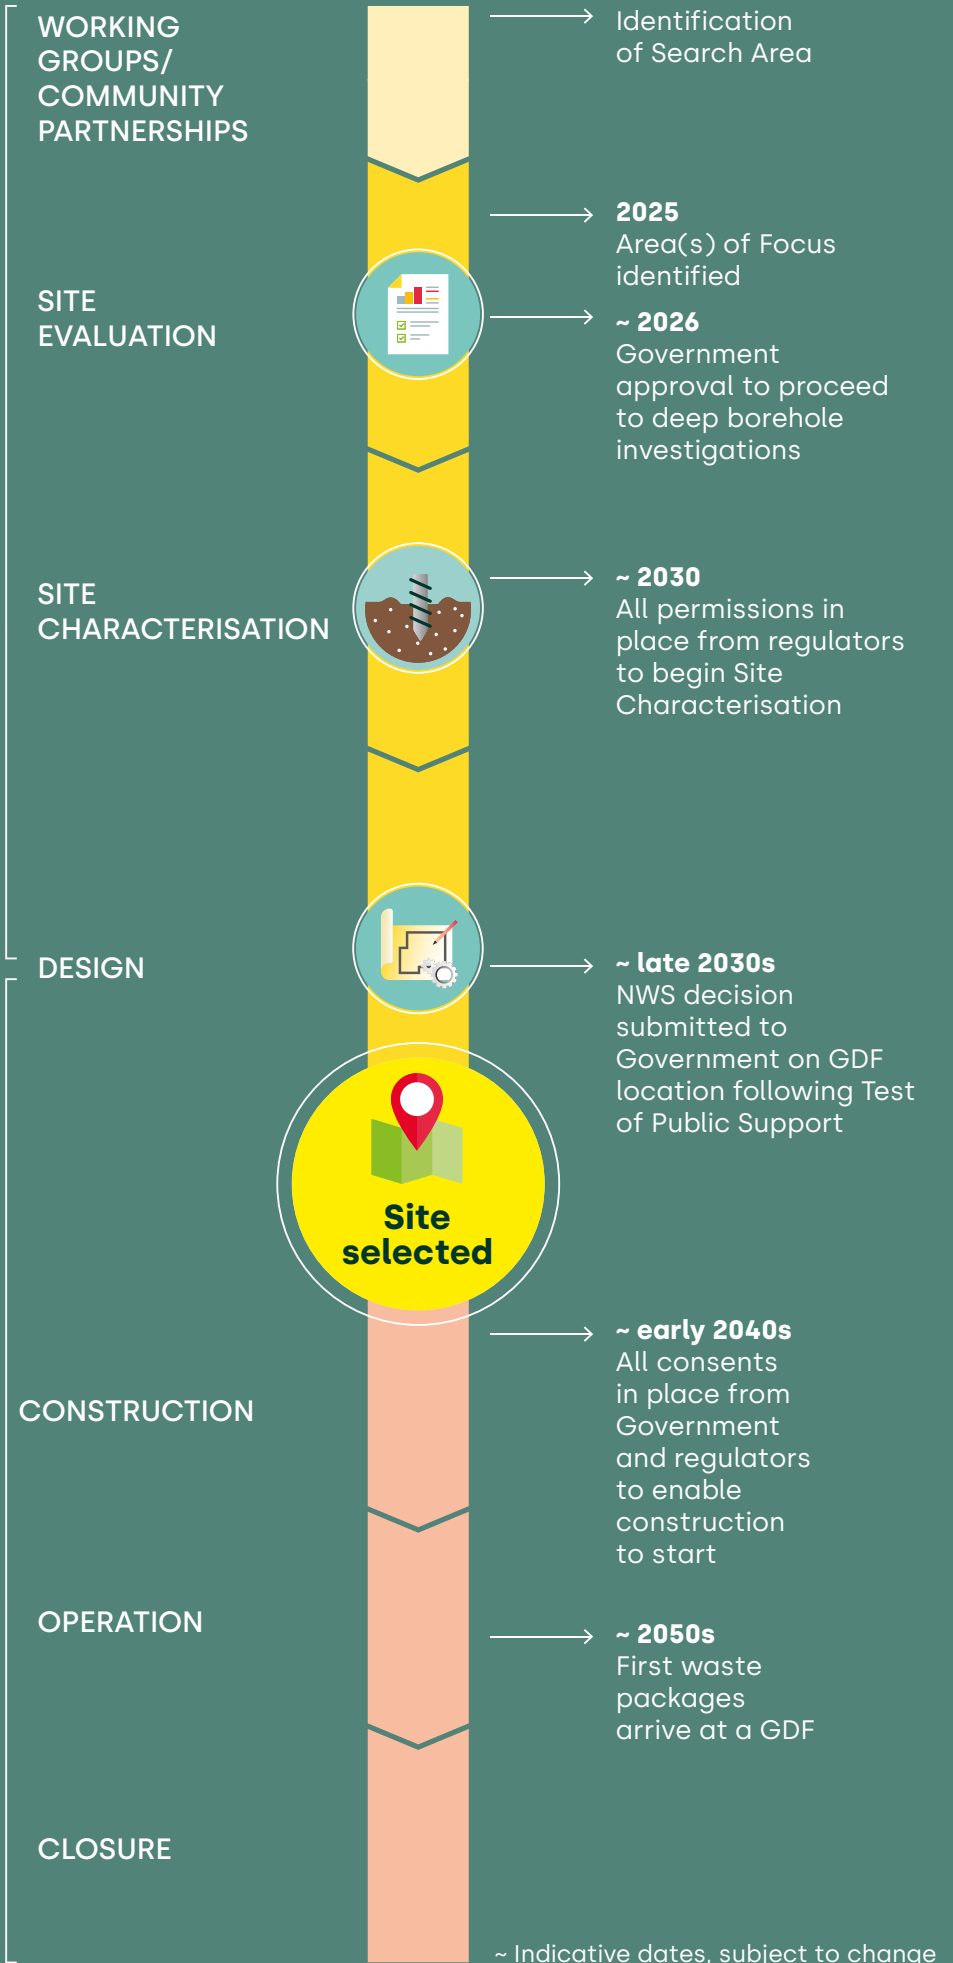 WORKING
GROUPS/
COMMUNITY
PARTNERSHIPS
Identification
of Search Area
2025
Area(s) of Focus
identified
SITE
EVALUATION
~ 2026
Government
approval to proceed
to deep borehole
investigations
SITE
CHARACTERISATION
~ 2030
All permissions in
place from regulators
to begin Site
Characterisation
DESIGN
~ late 2030s
NWS decision
submitted to
Government on GDF
location following Test
of Public Support
Site
selected
~ early 2040s
All consents
in place from
Government
and regulators
to enable
construction
to start
CONSTRUCTION
OPERATION
~ 2050s
First waste
packages
arrive at a GDF
CLOSURE
~ Indicative dates, subject to change